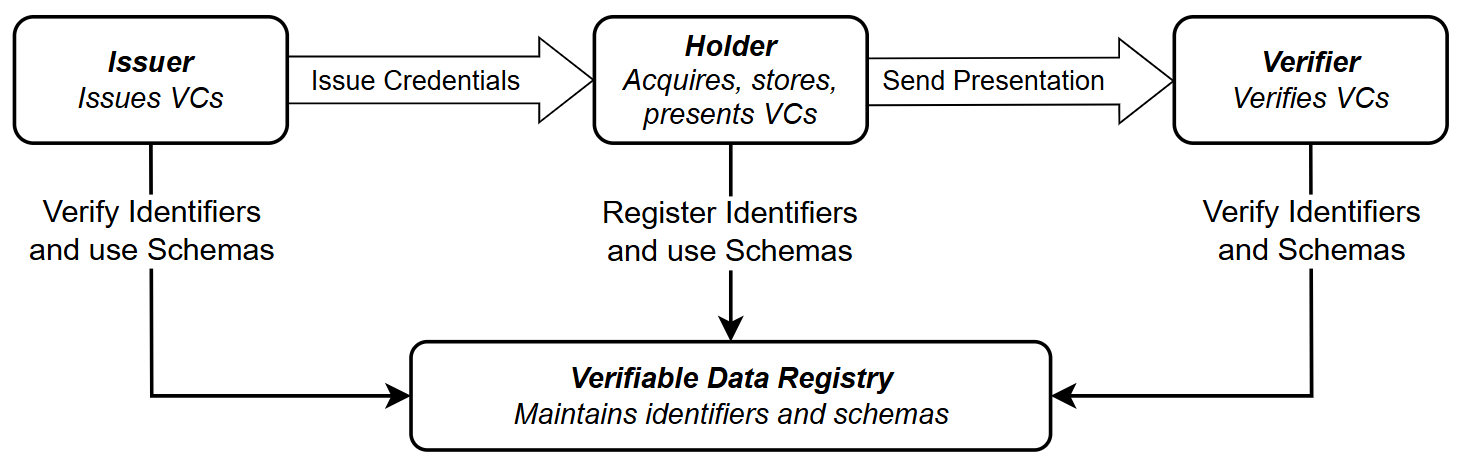 Issuer
Issues VCs
Issue Credentials
Holder
Acquires, stores,
presents VCs
Send Presentation
Verifier
Verifies VCs
Verify Identifiers
and use Schemas
Register Identifiers
and use Schemas
Verify Identifiers
and Schemas
Verifiable Data Registry
Maintains identifiers and schemas